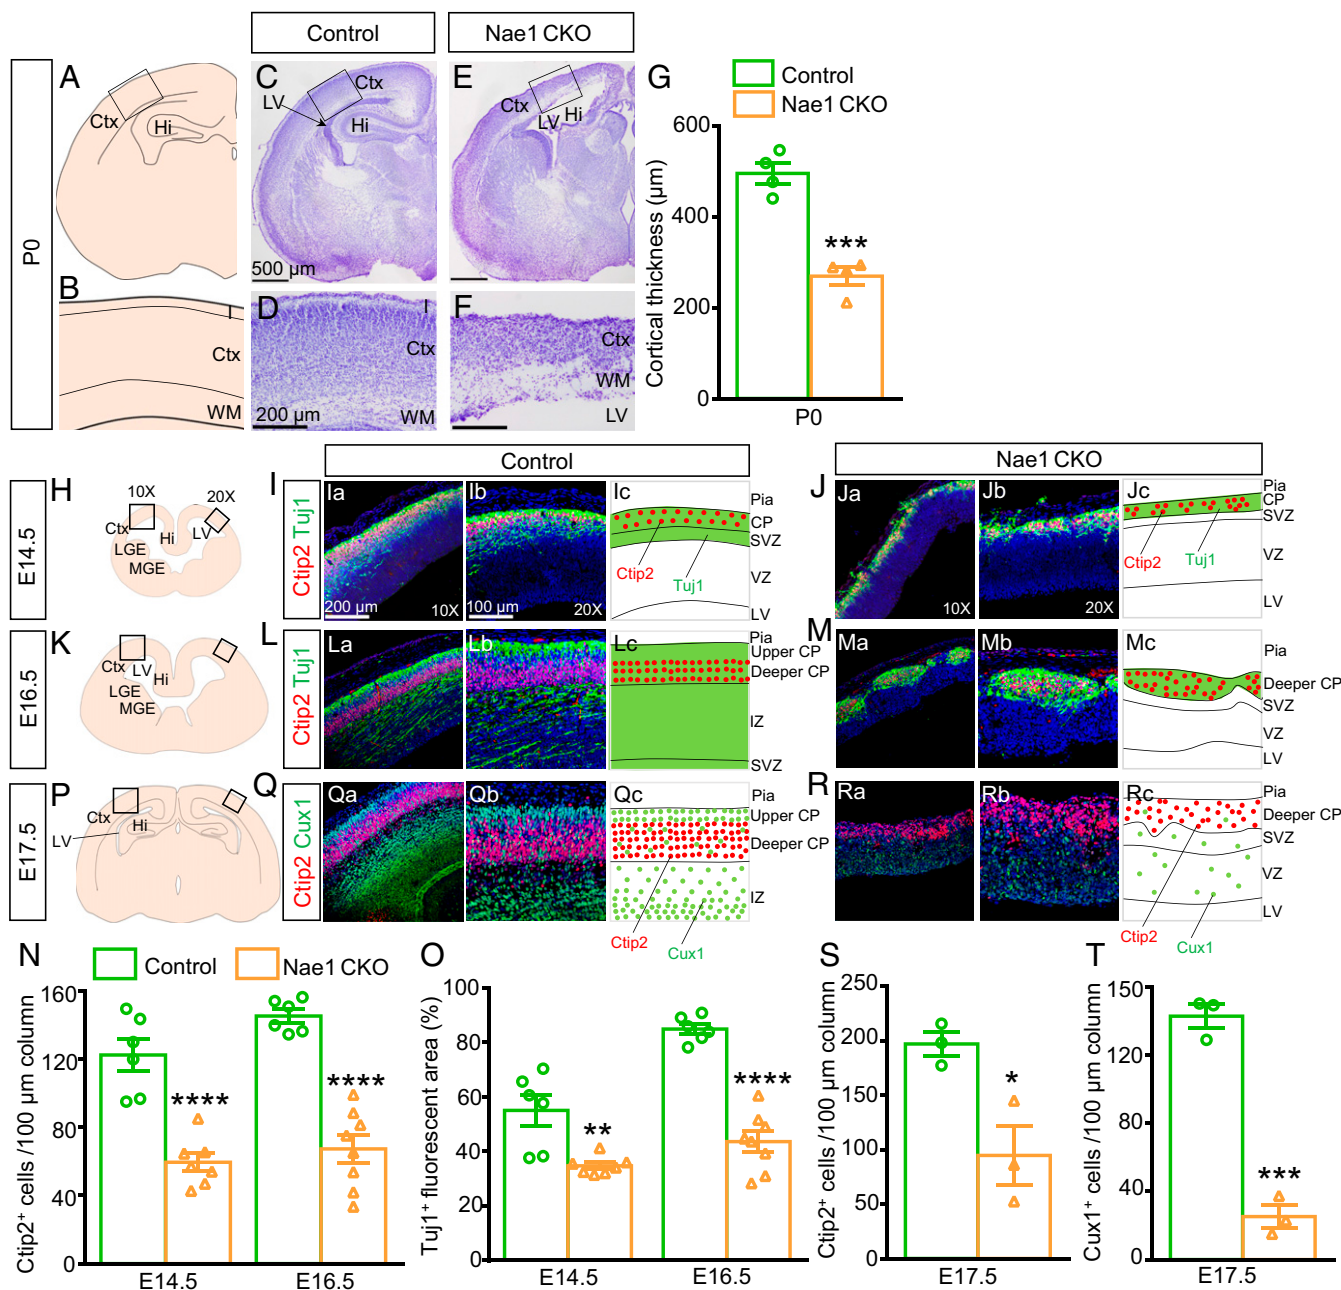 Control
Nae1 CKO
P0
A
Ctx
Hi
B
I
Ctx
WM
C
Ctx
LV
Hi
500 µm
D
I
Ctx
200 µm
WM
E
Ctx
LV
Hi
F
Ctx
WM
LV
G
Control
Nae1 CKO
Cortical thickness (µm)
600
400
200
0
***
P0
Control
Nae1 CKO
E14.5
H
10X
20X
Ctx
Hi
LV
LGE
MGE
I
Ctip2 Tuj1
Ia
200 µm
10X
Ib
100 µm
20X
Ic
Pia
CP
SVZ
VZ
LV
Ctip2
Tuj1
J
Ja
10X
Jb
20X
Jc
Pia
CP
SVZ
VZ
LV
Ctip2
Tuj1
E16.5
K
Ctx
LV
Hi
LGE
MGE
L
Ctip2 Tuj1
La
Lb
Lc
Pia
Upper CP
Deeper CP
IZ
SVZ
M
Ma
Mb
Mc
Pia
Deeper CP
SVZ
VZ
LV
E17.5
P
Ctx
Hi
LV
Q
Ctip2 Cux1
Qa
Qb
Qc
Pia
Upper CP
Deeper CP
IZ
Ctip2
Cux1
R
Ra
Rb
Rc
Pia
Deeper CP
SVZ
VZ
LV
Ctip2
Cux1
N
Control
Nae1 CKO
Ctip2+ cells /100 µm column
160
120
80
40
0
****
****
E14.5
E16.5
O
Tuj1+ fluorescent area (%)
100
80
60
40
20
0
**
****
E14.5
E16.5
S
Ctip2+ cells /100 µm column
250
200
150
100
50
0
*
E17.5
T
Cux1+ cells /100 µm column
150
120
80
40
0
***
E17.5